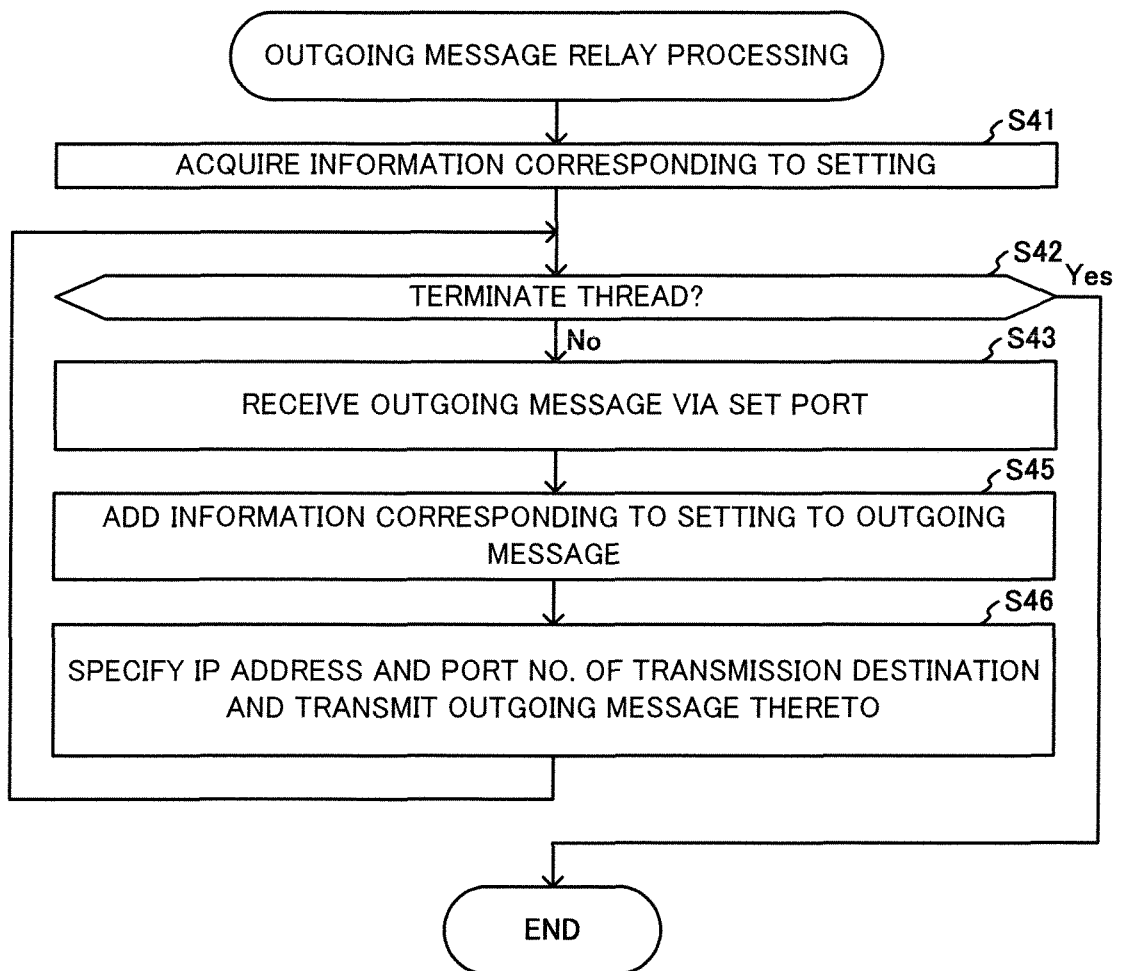 OUTGOING MESSAGE RELAY PROCESSING
S41
ACQUIRE INFORMATION CORRESPONDING TO SETTING
S42
Yes
TERMINATE THREAD?
No
S43
RECEIVE OUTGOING MESSAGE VIA SET PORT
S45
ADD INFORMATION CORRESPONDING TO SETTING TO OUTGOING
MESSAGE
S46
SPECIFY IP ADDRESS AND PORT NO. OF TRANSMISSION DESTINATION
AND TRANSMIT OUTGOING MESSAGE THERETO
END